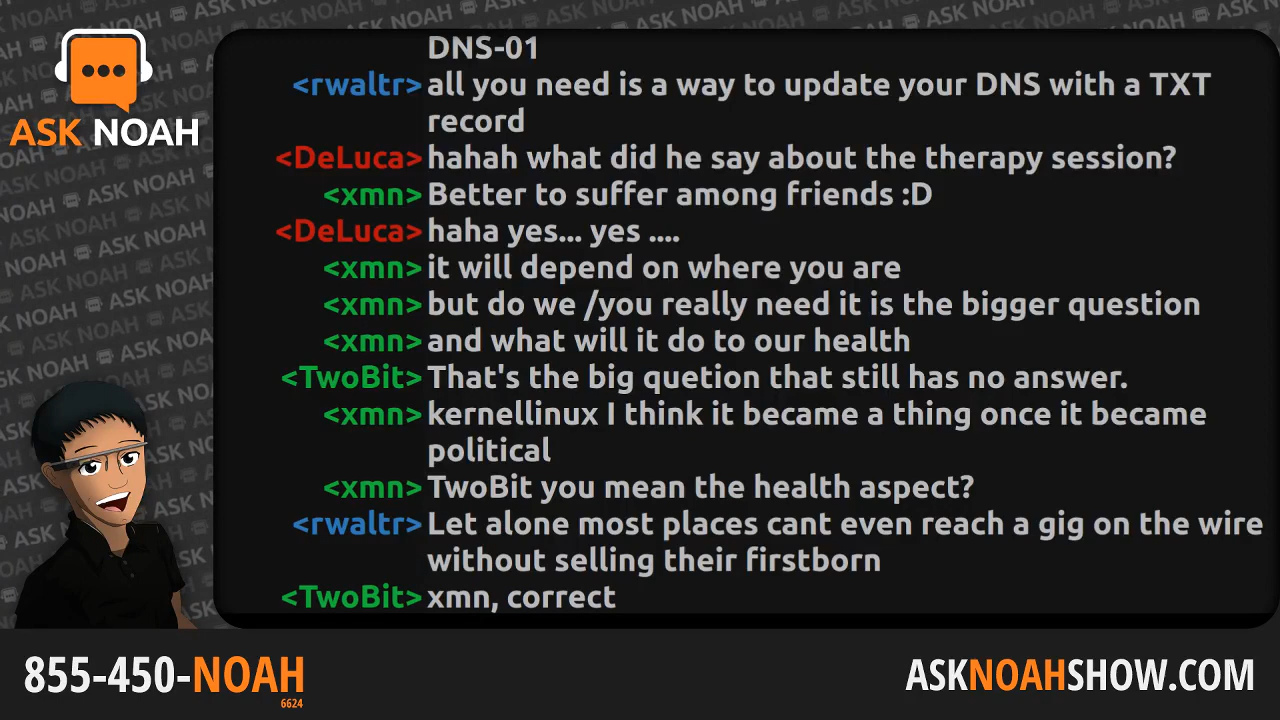 ASK NOAH
DNS-01
<rwaltr> all you need is a way to update your DNS with a TXT
record
<DeLuca> hahah what did he say about the therapy session?
<xmn> Better to suffer among friends :D
<DeLuca> haha yes... yes ....
<xmn> it will depend on where you are
<xmn> but do we /you really need it is the bigger question
<xmn> and what will it do to our health
<TwoBit> That's the big quetion that still has no answer.
<xmn> kernellinux I think it became a thing once it became
political
<xmn> TwoBit you mean the health aspect?
<rwaltr> Let alone most places cant even reach a gig on the wire
without selling their firstborn
<TwoBit> xmn, correct
855-450-NOAH
6624
ASKNOAHSHOW.COM